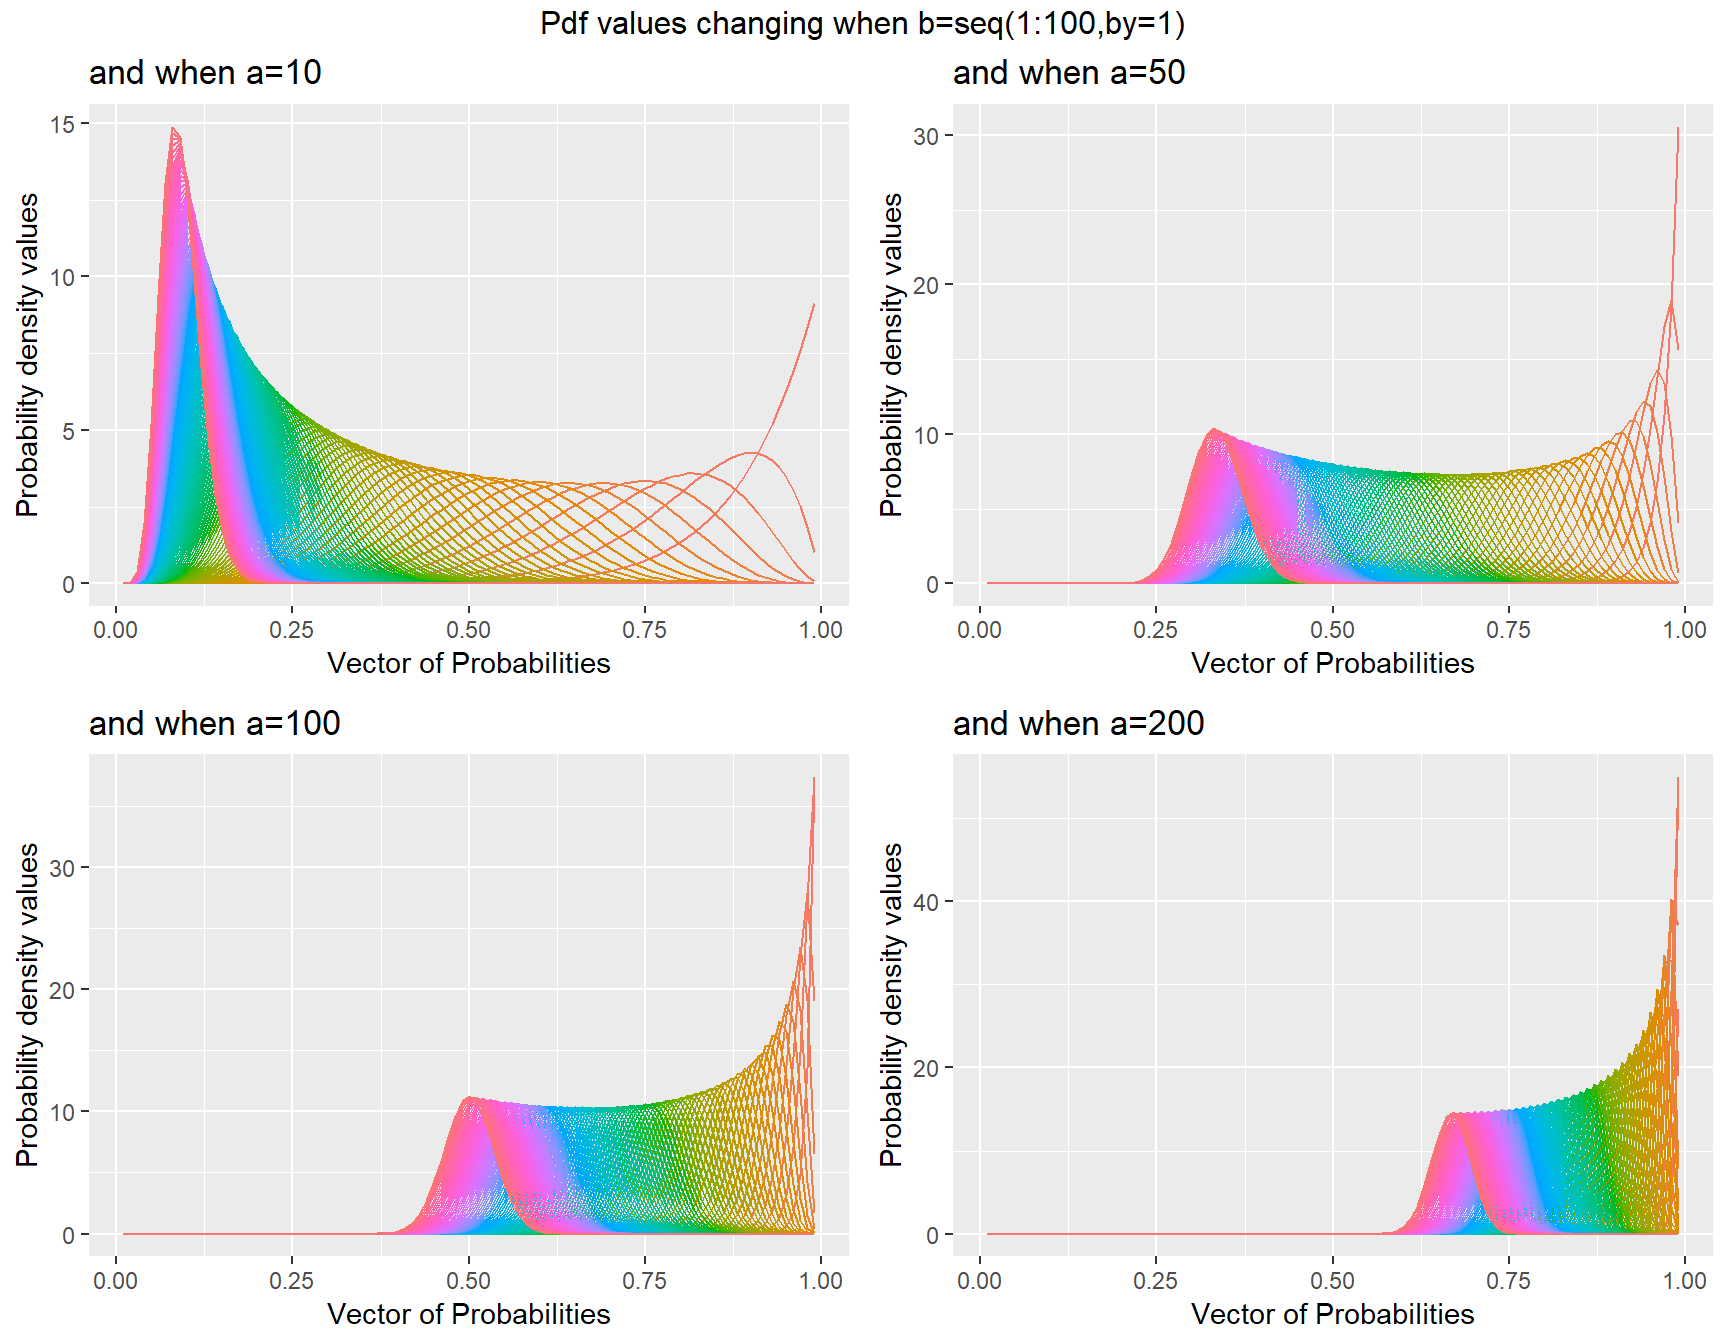 Pdf values changing when b=seq(1:100,by=1)
and when a=10
Probability density values
15
10
5
0
0.00 0.25 0.50 0.75 1.00
Vector of Probabilities
and when a=50
Probability density values
30
20
10
0
0.00 0.25 0.50 0.75 1.00
Vector of Probabilities
and when a=100
Probability density values
30
20
10
0
0.00 0.25 0.50 0.75 1.00
Vector of Probabilities
and when a=200
Probability density values
40
20
0
0.00 0.25 0.50 0.75 1.00
Vector of Probabilities